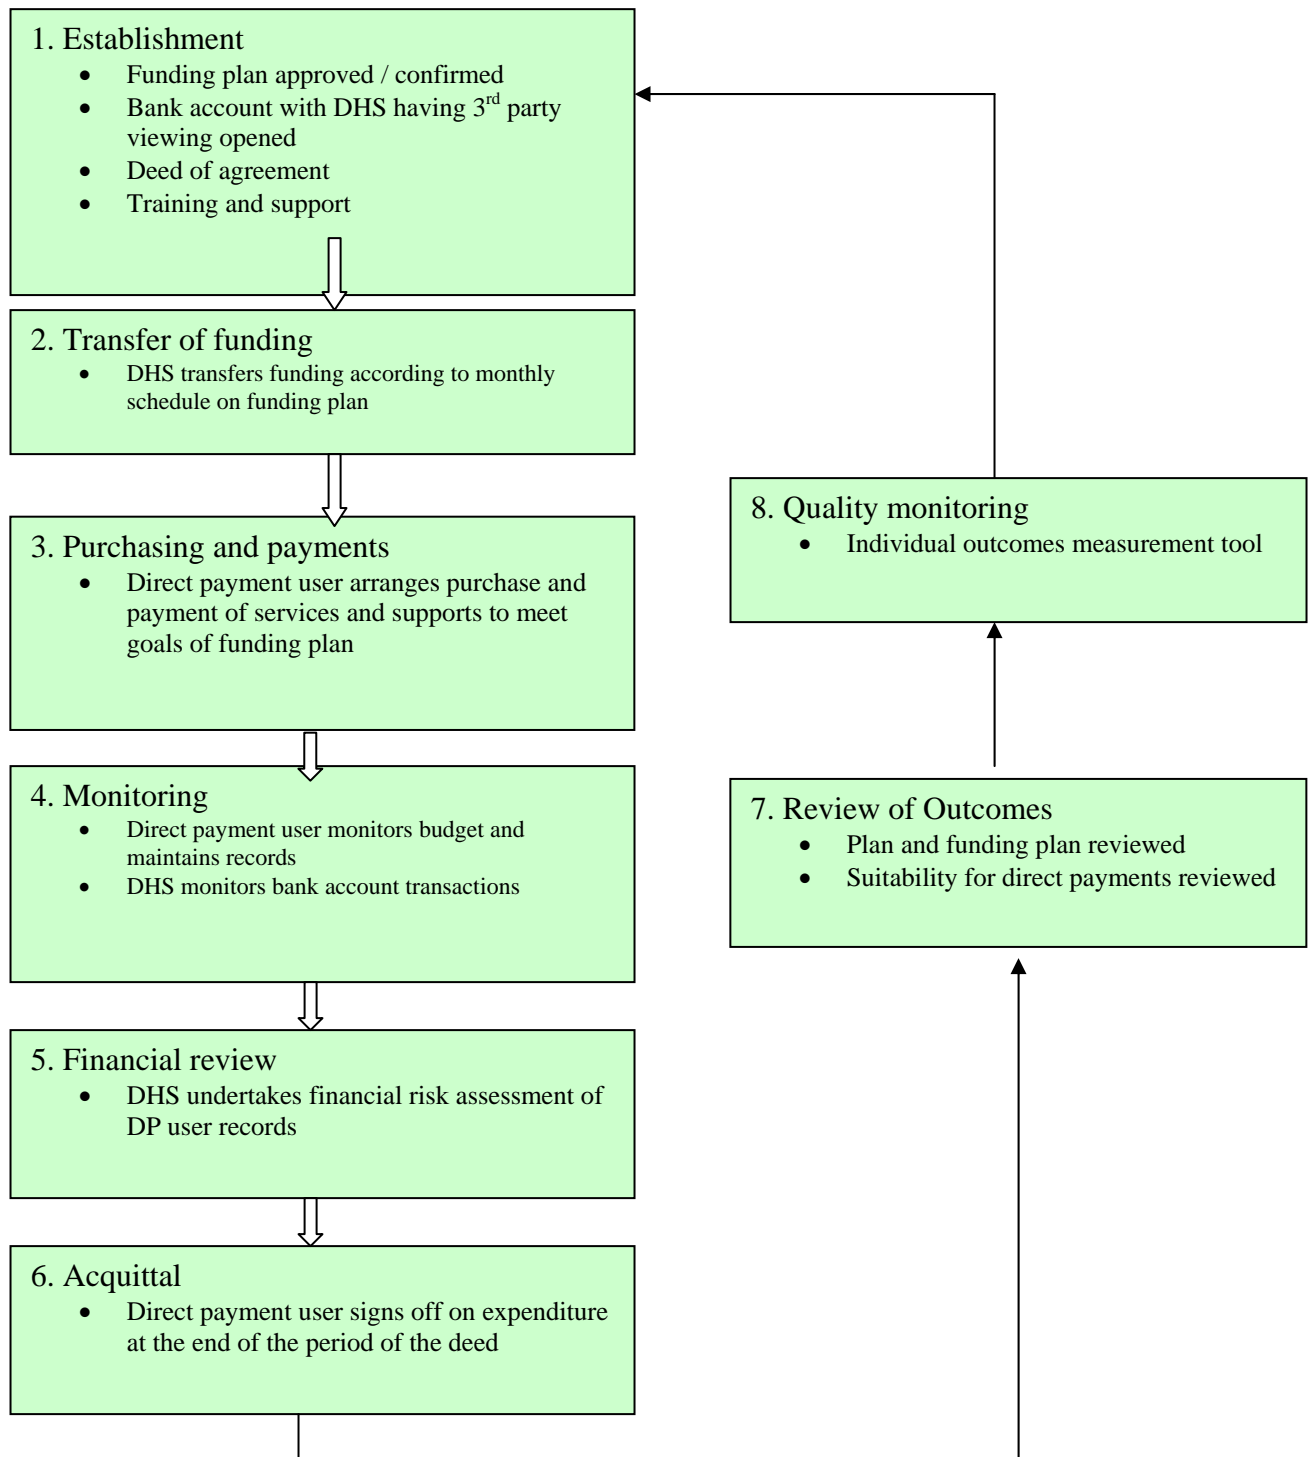 1. Establishment
• Funding plan approved / confirmed
• Bank account with DHS having 3rd party
viewing opened
• Deed of agreement
• Training and support
2. Transfer of funding
• DHS transfers funding according to monthly
schedule on funding plan
3. Purchasing and payments
• Direct payment user arranges purchase and
payment of services and supports to meet
goals of funding plan
4. Monitoring
• Direct payment user monitors budget and
maintains records
• DHS monitors bank account transactions
5. Financial review
• DHS undertakes financial risk assessment of
DP user records
6. Acquittal
• Direct payment user signs off on expenditure
at the end of the period of the deed
7. Review of Outcomes
• Plan and funding plan reviewed
• Suitability for direct payments reviewed
8. Quality monitoring
• Individual outcomes measurement tool